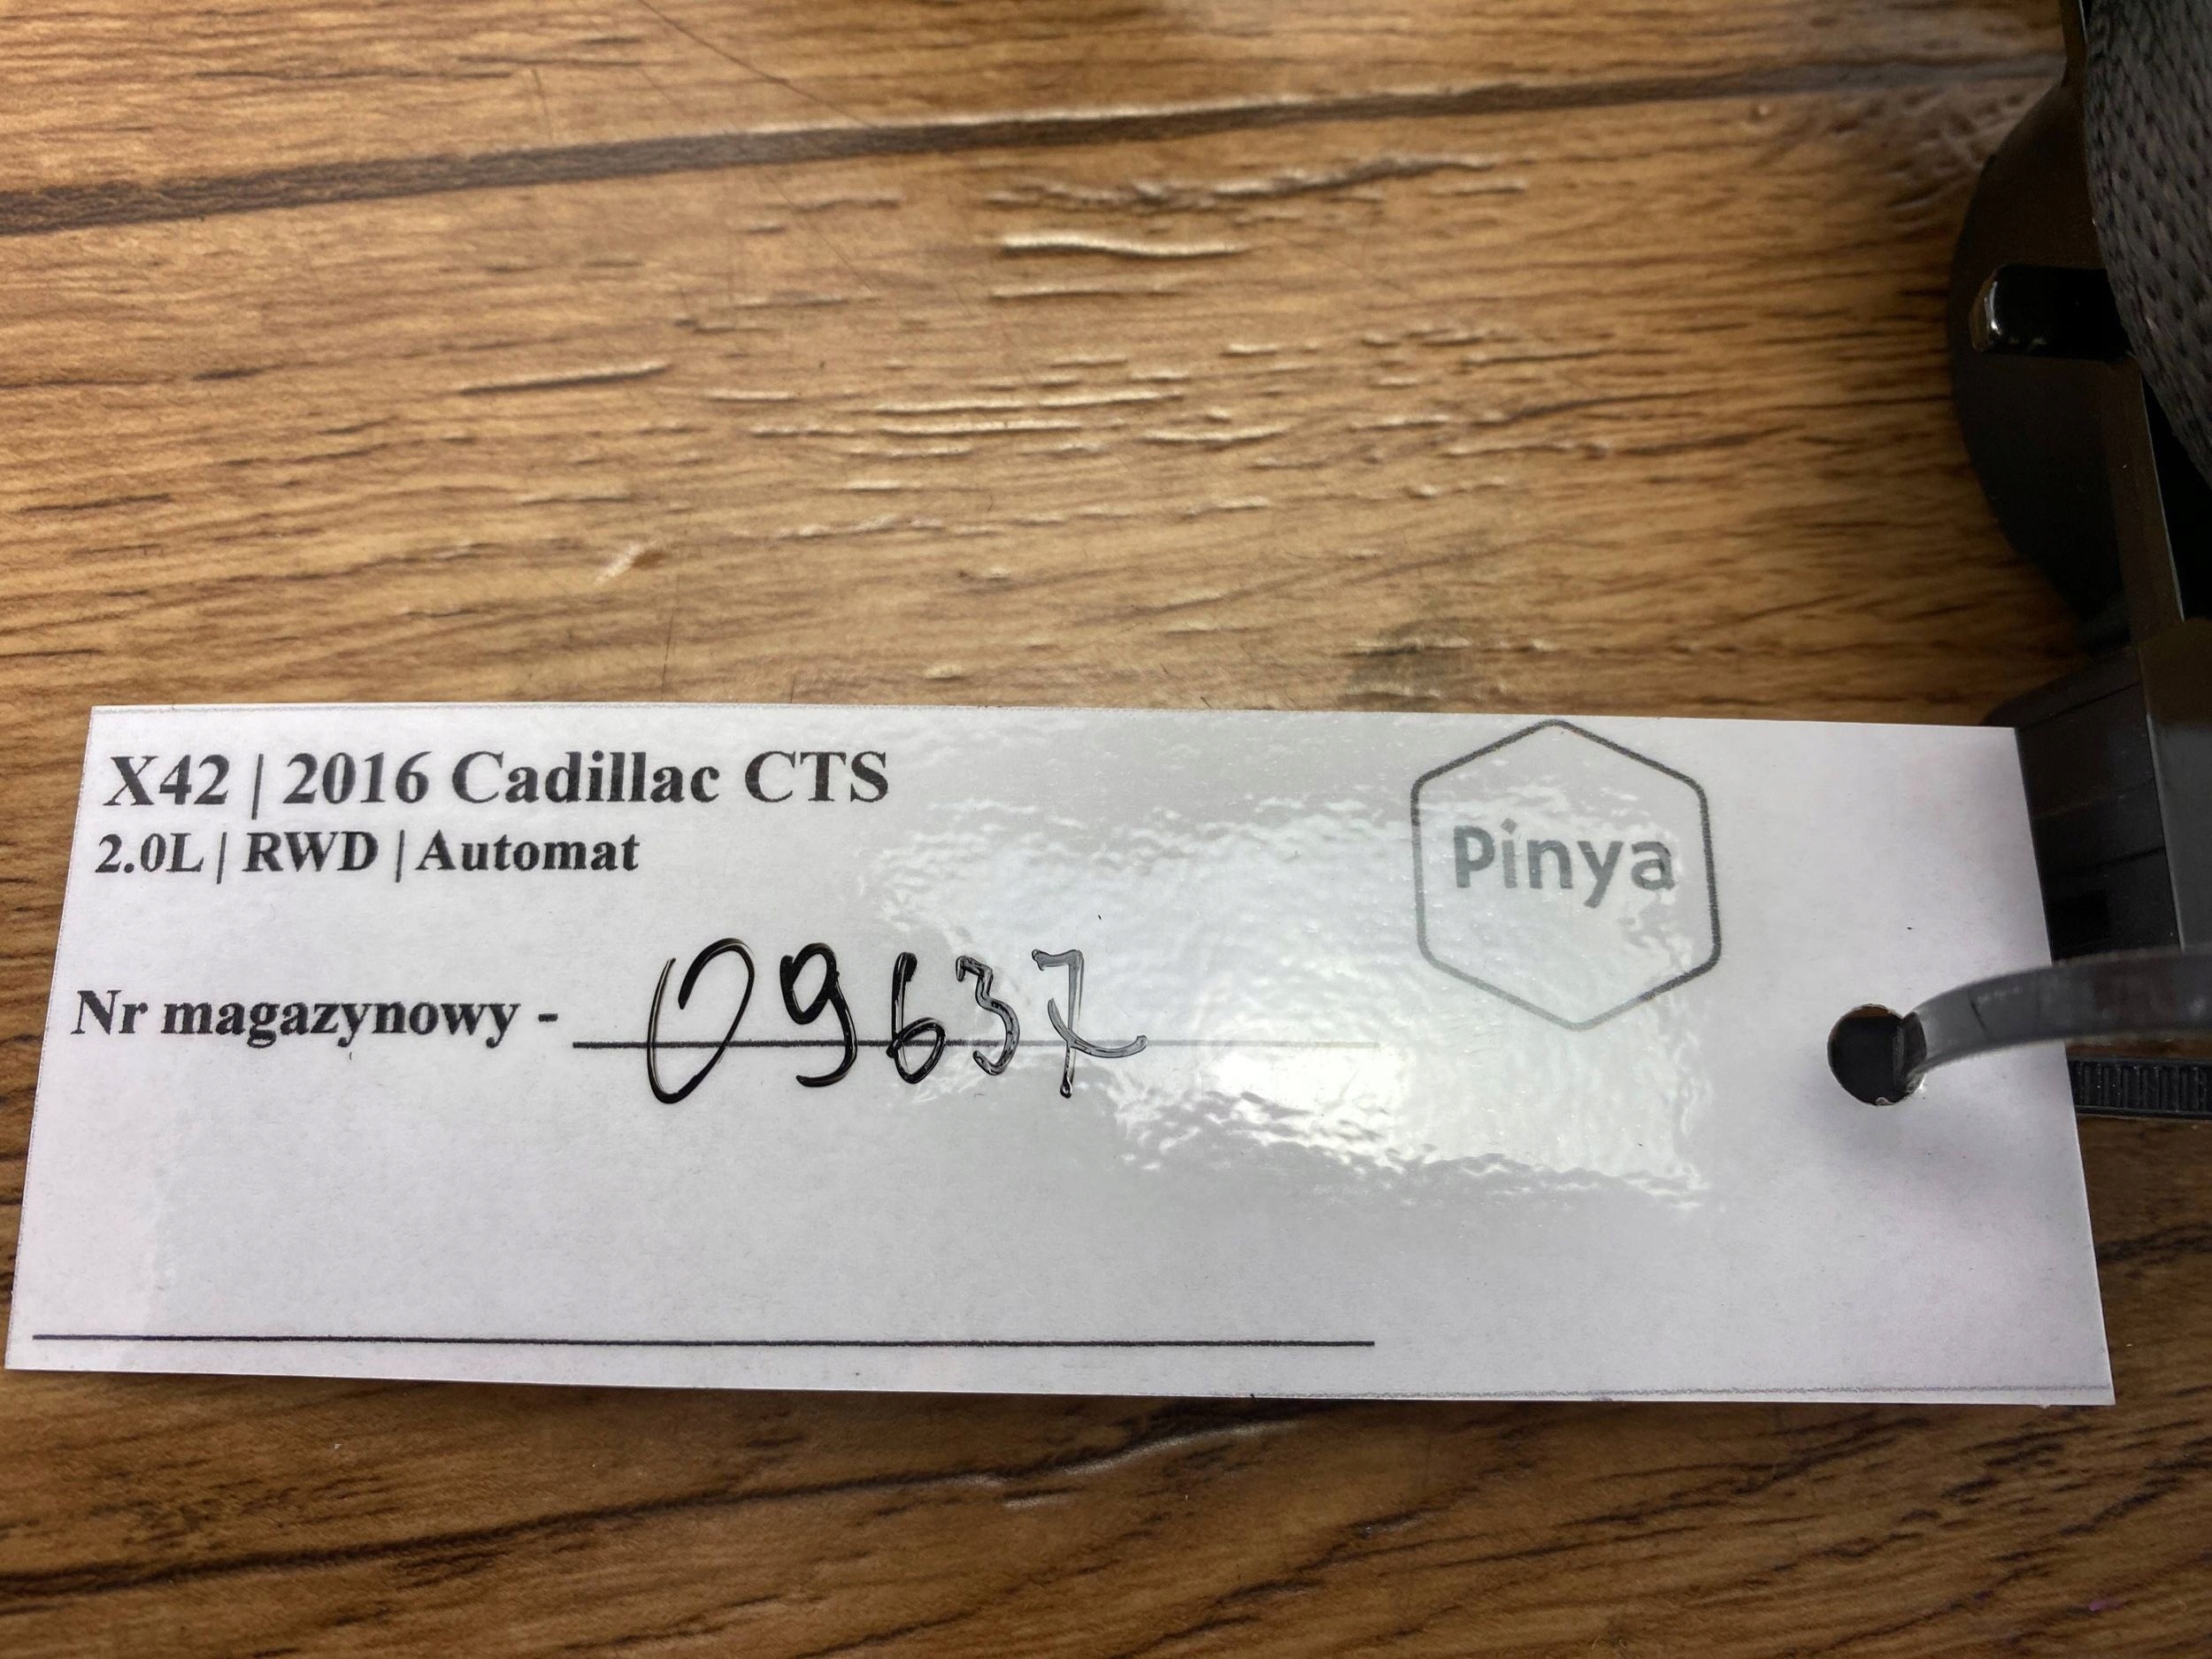 X42 | 2016 Cadillac CTS
2.0L | RWD | Automat
Pinya
Nr magazynowy - 09637